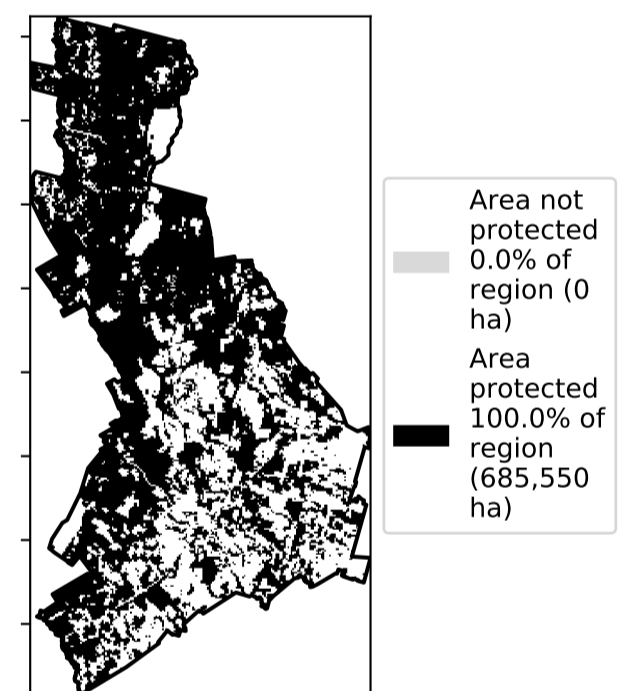 Area not
protected
0.0% of
region (0
ha)
Area
protected
100.0% of
region
(685,550
ha)